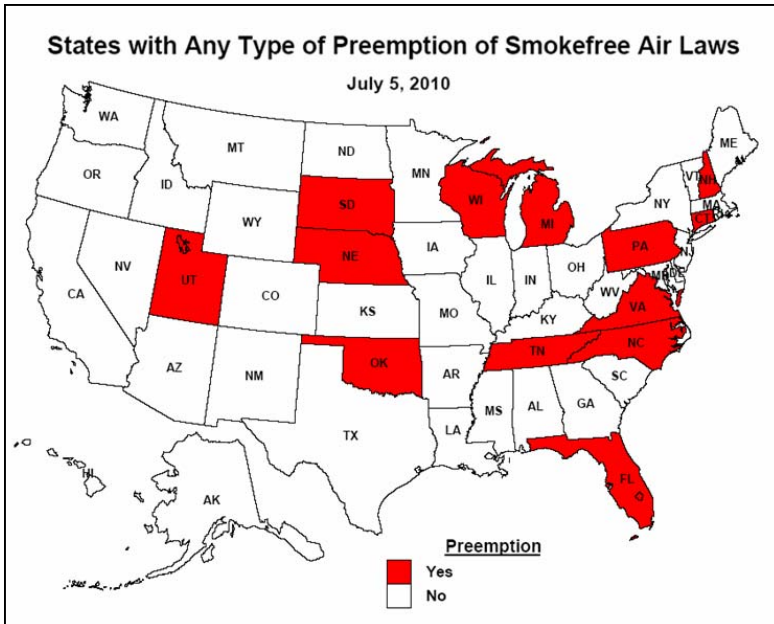 States with Any Type of Preemption of Smokefree Air Laws
July 5, 2010
WA
MT
ND
MN
ME
OR
ID
SD
WI
MI
VT
NH
WY
NY
MA
CT
IA
NE
PA
NV
UT
IL
IN
OH
NJ
DE
CA
CO
WV
VA
KS
MO
KY
TN
NC
AZ
NM
OK
AR
SC
MS
AL
GA
TX
LA
FL
HI
AK
Preemption
Yes
No